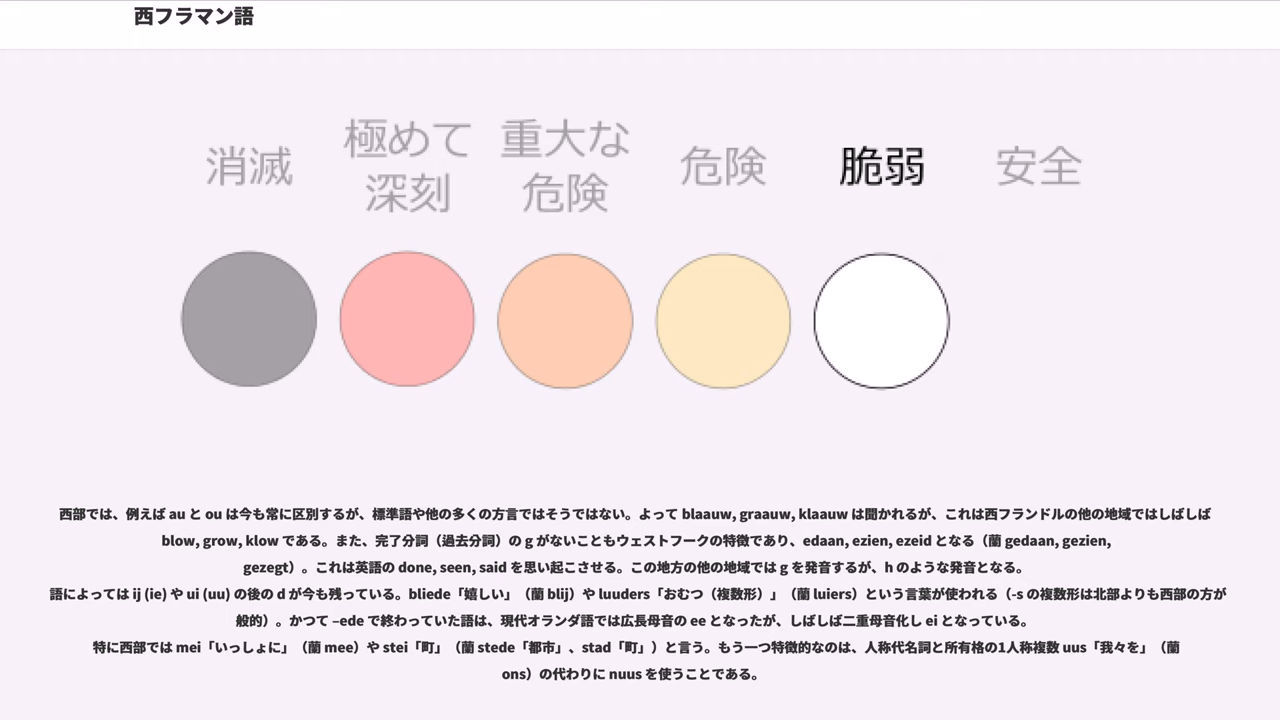 西フラマン語
消滅
極めて
深刻
重大な
危険
危険
脆弱
安全
西部では、例えば au と ou は今も常に区別するが、標準語や他の多くの方言ではそうではない。よって blaauw, graauw, klaauw は聞かれるが、これは西フランドルの他の地域ではしばしば
blow, grow, klow である。また、完了分詞（過去分詞）の g がないこともウェストフークの特徴であり、edaan, ezien, ezeid となる（蘭 gedaan, gezien,
gezegt）。これは英語の done, seen, said を思い起こさせる。この地方の他の地域では g を発音するが、h のような発音となる。
語によっては ij (ie) や ui (uu) の後の d が今も残っている。bliede「嬉しい」（蘭 blij）や luuders「おむつ（複数形）」（蘭 luiers）という言葉が使われる（-s の複数形は北部よりも西部の方が
般的）。かつて –ede で終わっていた語は、現代オランダ語では広長母音の ee となったが、しばしば二重母音化し ei となっている。
特に西部では mei「いっしょに」（蘭 mee）や stei「町」（蘭 stede「都市」、stad「町」）と言う。もう一つ特徴的なのは、人称代名詞と所有格の1人称複数 uus「我々を」（蘭
ons）の代わりに nuus を使うことである。